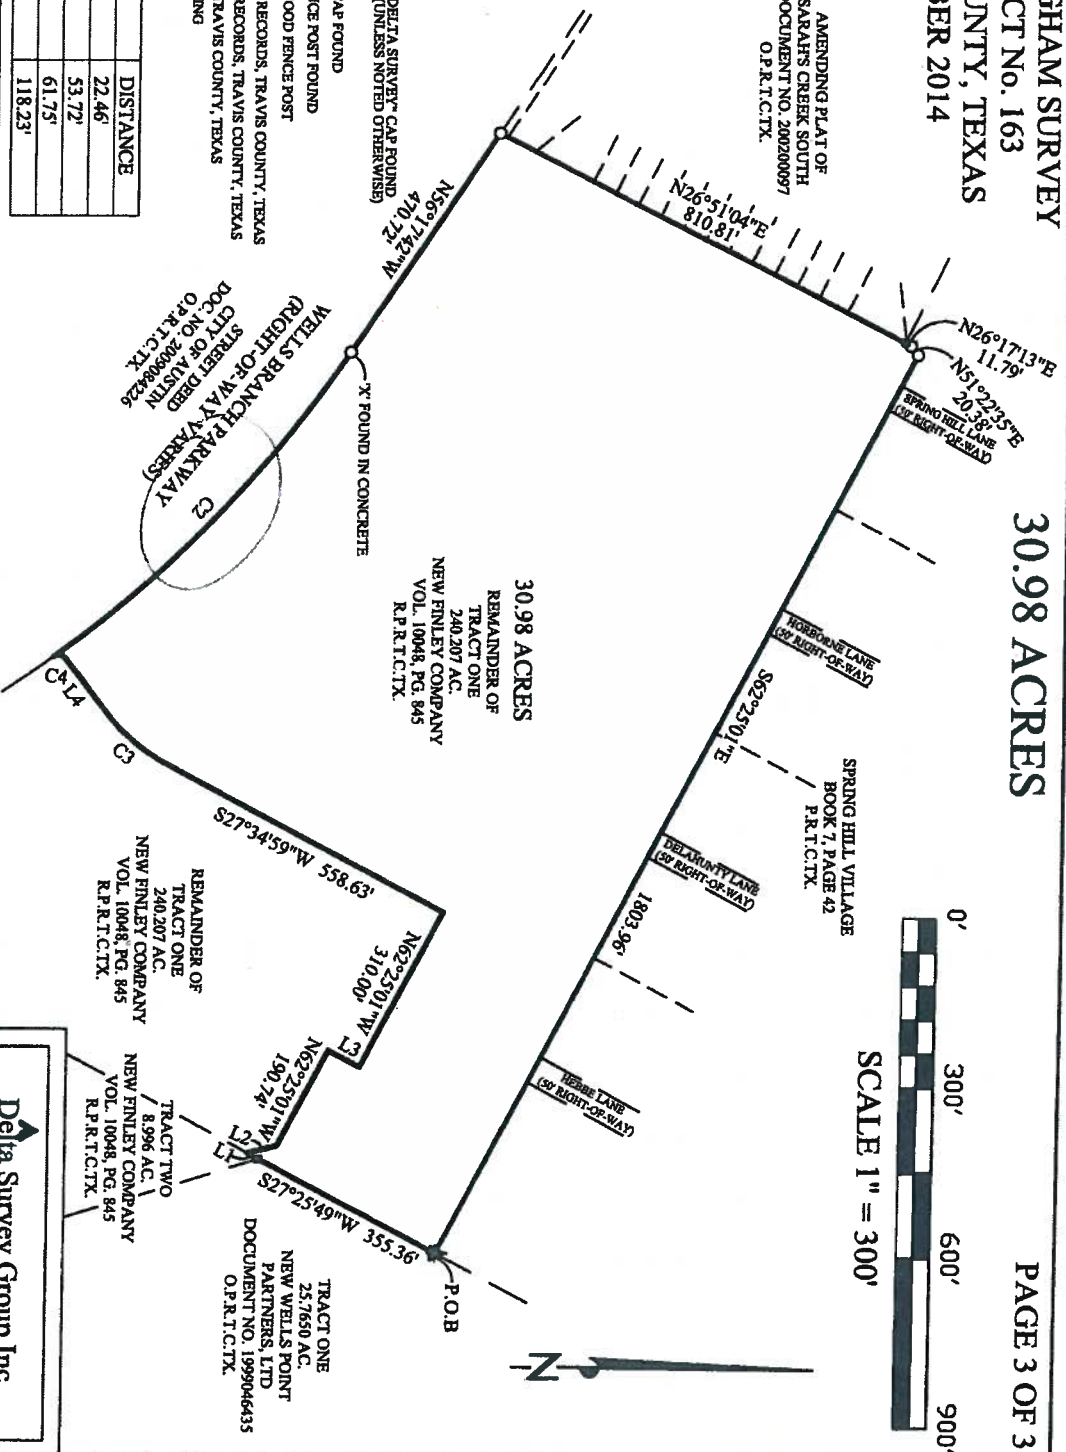 GHAM SURVEY
CT No. 163
UNTY, TEXAS
BER 2014
30.98 ACRES
PAGE 3 OF 3
0' 300' 600' 900'
SCALE 1" = 300'
AMENDING PLAT OF
SARAH'S CREEK SOUTH
DOCUMENT NO. 200200097
O.P.R.T.C.TX.
N26°51'04"E
810.81'
N26°17'13"E
11.79'
N51°22'35"E
20.38'
SPRING HILL LANE
(50' RIGHT-OF-WAY)
HORBORNE LANE
(50' RIGHT-OF-WAY)
S62°25'01"E
1803.96'
SPRING HILL VILLAGE
BOOK 7, PAGE 42
P.R.T.C.TX.
DELAHUNTY LANE
(50' RIGHT-OF-WAY)
HEBBE LANE
(50' RIGHT-OF-WAY)
P.O.B
N
30.98 ACRES
REMAINDER OF
TRACT ONE
240.207 AC.
NEW FINLEY COMPANY
VOL. 10048, PG. 845
R.P.R.T.C.TX.
DELTA SURVEY" CAP FOUND
(UNLESS NOTED OTHERWISE)
AP FOUND
CE POST FOUND
OOD FENCE POST
RECORDS, TRAVIS COUNTY, TEXAS
RECORDS, TRAVIS COUNTY, TEXAS
TRAVIS COUNTY, TEXAS
ING
N56°17'42"W
470.72'
'X' FOUND IN CONCRETE
WELLS BRANCH PARKWAY
(RIGHT-OF-WAY VARIES)
STREET DEED
CITY OF AUSTIN
DOC. NO. 2009084226
O.P.R.T.C.TX.
C2
C4
L4
C3
S27°34'59"W 558.63'
N62°25'01"W
310.00'
L3
N62°25'01"W
190.74'
L2
L1
S27°25'49"W 355.36'
REMAINDER OF
TRACT ONE
240.207 AC.
NEW FINLEY COMPANY
VOL. 10048, PG. 845
R.P.R.T.C.TX.
TRACT TWO
8.996 AC.
NEW FINLEY COMPANY
VOL. 10048, PG. 845
R.P.R.T.C.TX.
TRACT ONE
25.7650 AC.
NEW WELLS POINT
PARTNERS, LTD
DOCUMENT NO. 1999046435
O.P.R.T.C.TX.
DISTANCE
22.46'
53.72'
61.75'
118.23'
Delta Survey Group Inc.